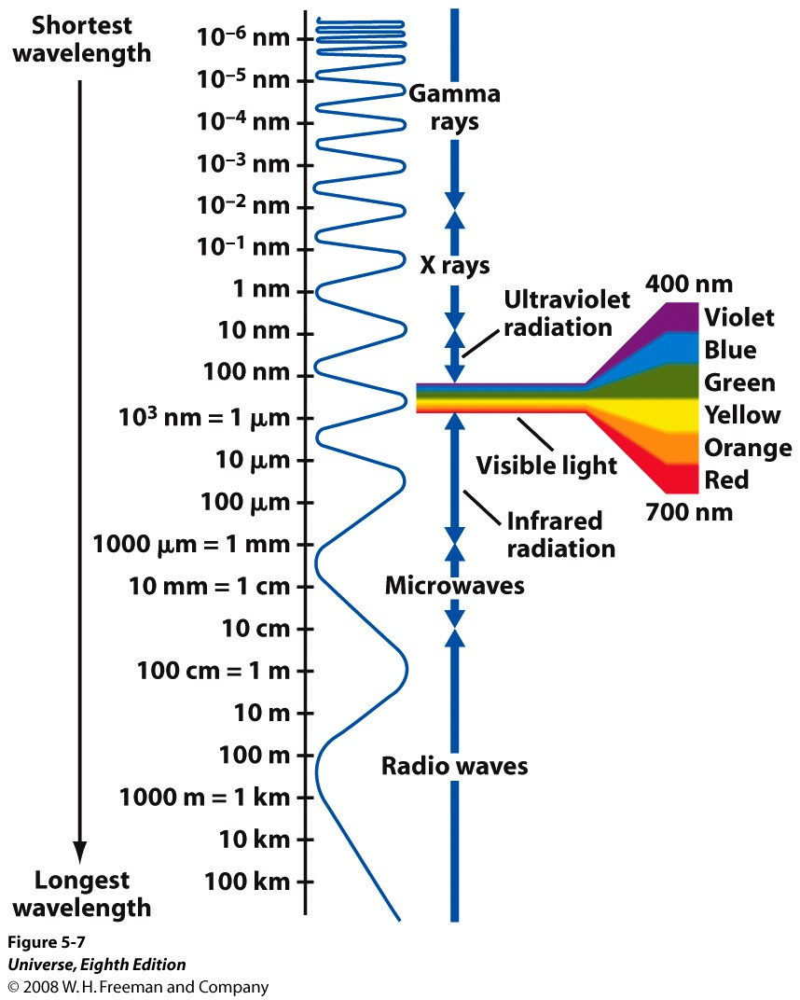 Shortest
wavelength
10⁻⁶ nm
10⁻⁵ nm
10⁻⁴ nm
10⁻³ nm
10⁻² nm
10⁻¹ nm
1 nm
10 nm
100 nm
10³ nm = 1 μm
10 μm
100 μm
1000 μm = 1 mm
10 mm = 1 cm
10 cm
100 cm = 1 m
10 m
100 m
1000 m = 1 km
10 km
100 km
Longest
wavelength
Gamma
rays
X rays
Ultraviolet
radiation
Visible light
Infrared
radiation
Microwaves
Radio waves
400 nm
Violet
Blue
Green
Yellow
Orange
Red
700 nm
Figure 5-7
Universe, Eighth Edition
© 2008 W. H. Freeman and Company